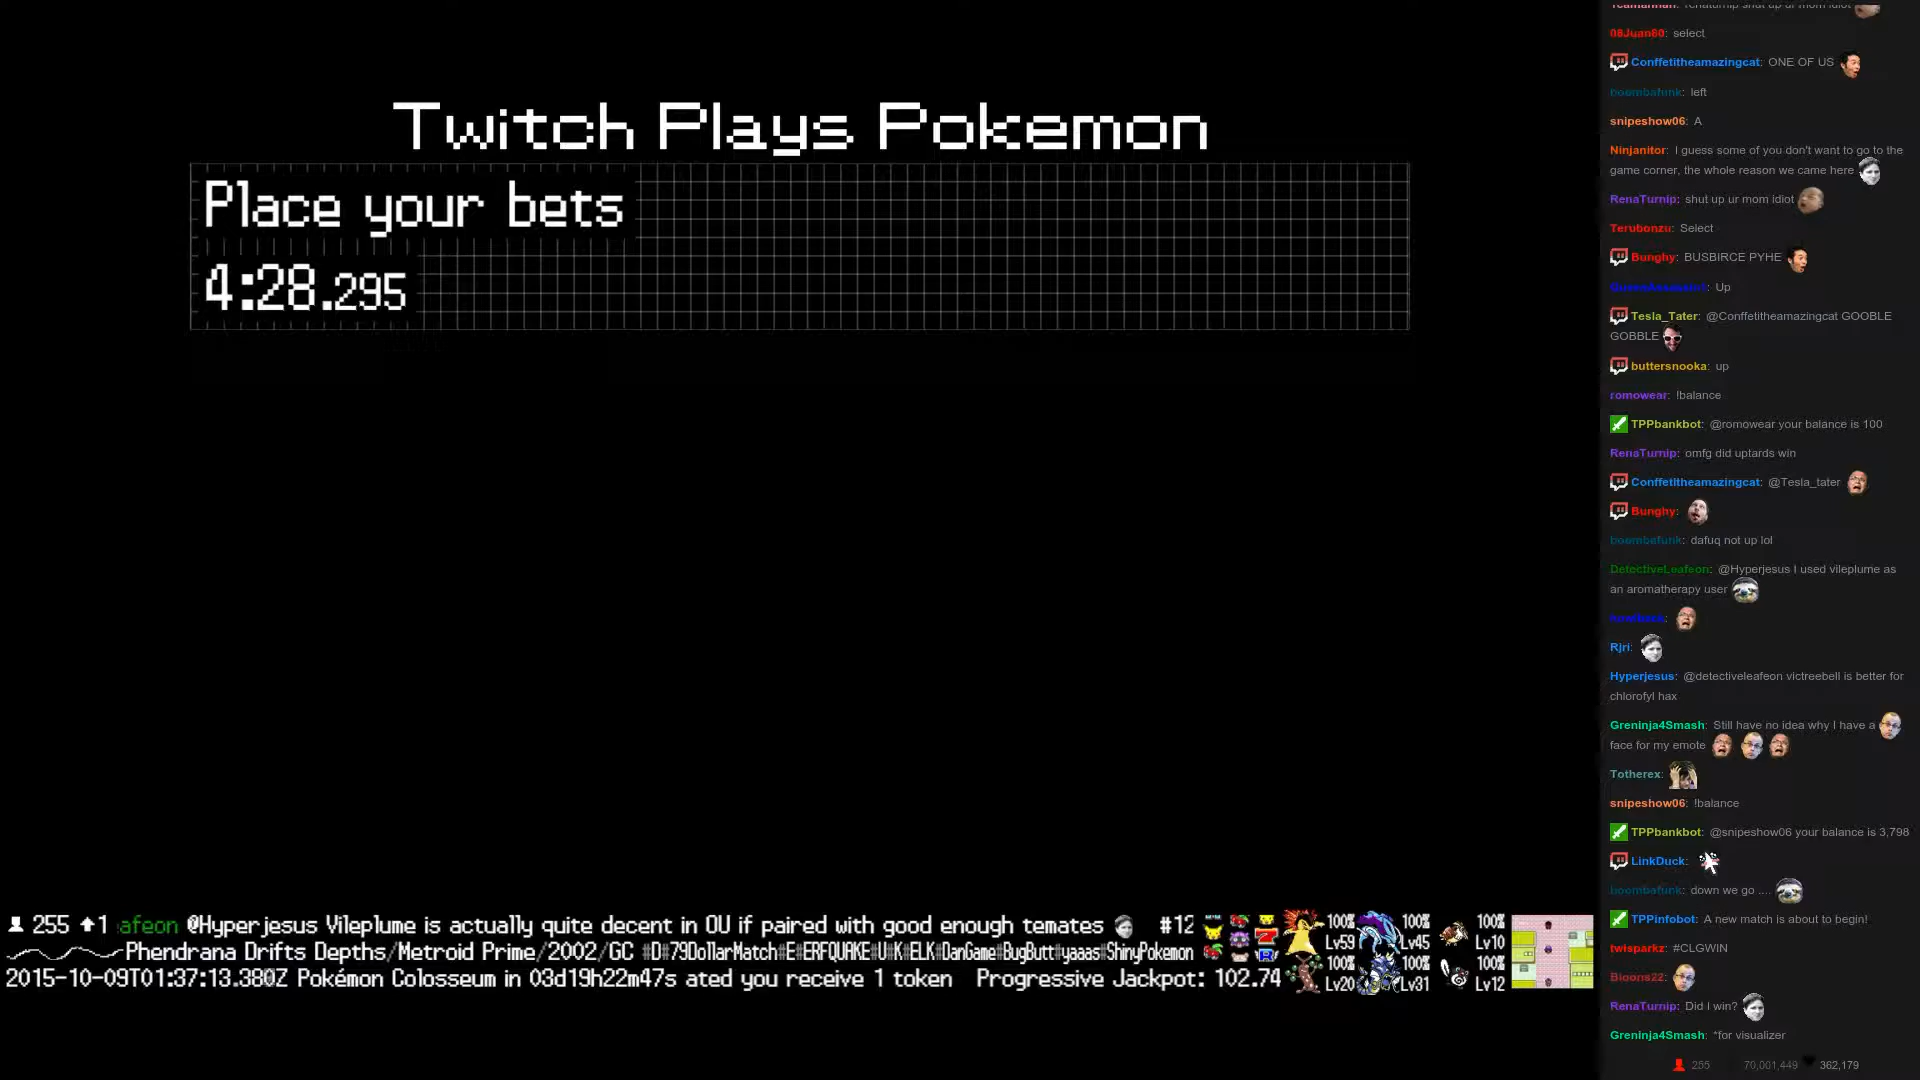 Twitch Plays Pokemon
Place your bets
4:28.295
255 1 afeon @Hyperjesus Vileplume is actually quite decent in OU if paired with good enough temates #12
Phendrana Drifts Depths/Metroid Prime/2002/GC #D#79DollarMatch#E#ERFQUAKE#U#K#ELK#DanGame#BugButt#yaaas#ShinyPokemon
2015-10-09T01:37:13.380Z Pokémon Colosseum in 03d19h22m47s ated you receive 1 token Progressive Jackpot: 102.74
100% 100% 100%
Lv59 Lv45 Lv10
100% 100% 100%
Lv20 Lv31 Lv12
renaturnip shut up ur mom idiot
08Juan80: select
Conffetitheamazingcat: ONE OF US
boombafunk: left
snipeshow06: A
Ninjanitor: I guess some of you don't want to go to the
game corner, the whole reason we came here
RenaTurnip: shut up ur mom idiot
Terubonzu: Select
Bunghy: BUSBIRCE PYHE
Up
Tesla_Tater: @Conffetitheamazingcat GOOBLE
GOBBLE
buttersnooka: up
romowear: !balance
TPPbankbot: @romowear your balance is 100
RenaTurnip: omfg did uptards win
Conffetitheamazingcat: @Tesla_tater
Bunghy:
boombafunk: dafuq not up lol
DetectiveLeafeon: @Hyperjesus I used vileplume as
an aromatherapy user
Rjri:
Hyperjesus: @detectiveleafeon victreebell is better for
chlorofyl hax
Greninja4Smash: Still have no idea why I have a
face for my emote
Totherex:
snipeshow06: !balance
TPPbankbot: @snipeshow06 your balance is 3,798
LinkDuck:
boombafunk: down we go ....
TPPinfobot: A new match is about to begin!
twisparkz: #CLGWIN
Bloons22:
RenaTurnip: Did I win?
Greninja4Smash: *for visualizer
255 70,001,449 362,179